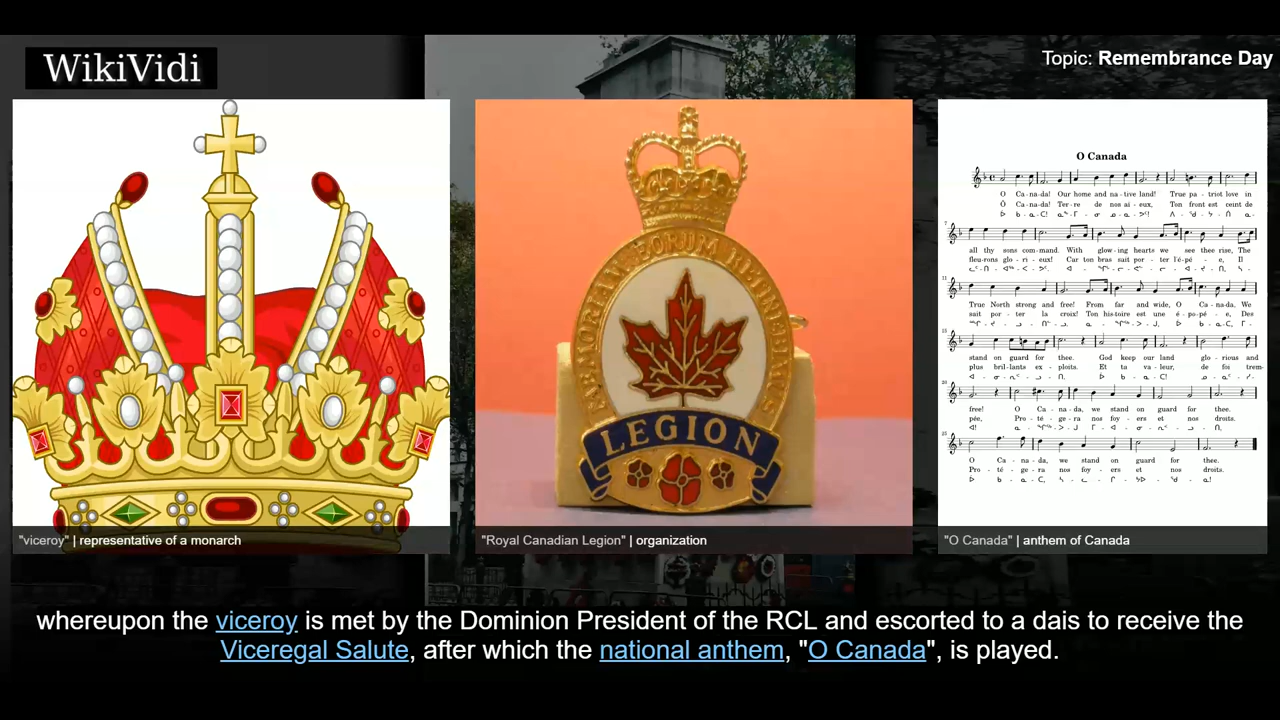 WikiVidi
Topic: Remembrance Day
LEGION
O Canada
O Ca-na-da! Our home and na-tive land! True pa-triot love in
Ô Ca-na-da! Ter-re de nos aï-eux, Ton front est ceint de
all thy sons com-mand. With glow-ing hearts we see thee rise, The
fleu-rons glo-ri-eux! Car ton bras sait por-ter l'é-pé-e, Il
True North strong and free! From far and wide, O Ca-na-da, We
sait por-ter la croix! Ton his-toire est une é-po-pé-e, Des
stand on guard for thee. God keep our land glo-rious and
plus bril-lants ex-ploits. Et ta va-leur, de foi trem-
free! O Ca-na-da, we stand on guard for thee.
pée, Pro-té-ge-ra nos foy-ers et nos droits.
O Ca-na-da, we stand on guard for thee.
Pro-té-ge-ra nos foy-ers et nos droits.
"viceroy" | representative of a monarch
"Royal Canadian Legion" | organization
"O Canada" | anthem of Canada
whereupon the viceroy is met by the Dominion President of the RCL and escorted to a dais to receive the
Viceregal Salute, after which the national anthem, "O Canada", is played.